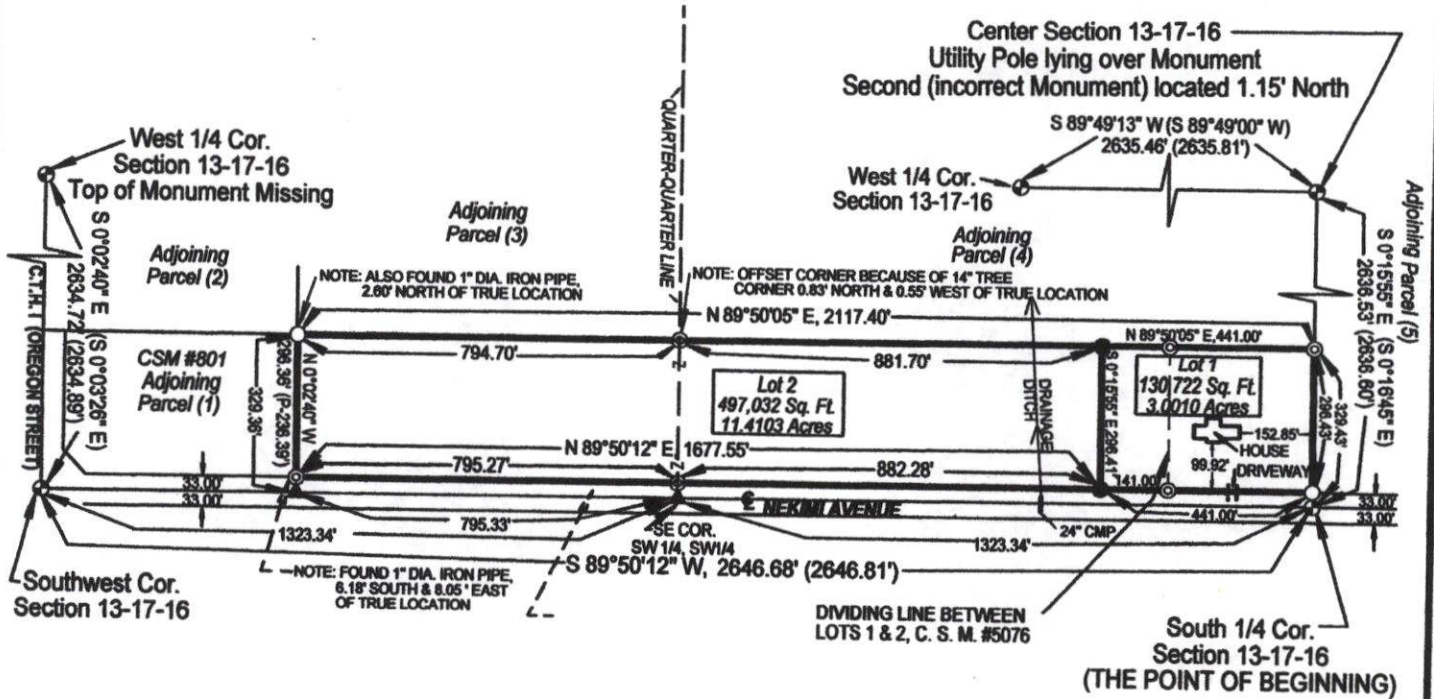 Center Section 13-17-16
Utility Pole lying over Monument
Second (incorrect Monument) located 1.15' North
S 89°49'13" W (S 89°49'00" W)
2635.46' (2635.81')
West 1/4 Cor.
Section 13-17-16
Top of Monument Missing
West 1/4 Cor.
Section 13-17-16
QUARTER-QUARTER LINE
Adjoining
Parcel (2)
Adjoining
Parcel (3)
Adjoining
Parcel (4)
Adjoining Parcel (5)
S 0°15'55" E (S 0°16'45" E)
2636.53' (2636.60')
S 0°02'40" E (S 0°03'26" E)
2634.72' (2634.89')
C.T.H. I (OREGON STREET)
NOTE: ALSO FOUND 1" DIA. IRON PIPE,
2.60' NORTH OF TRUE LOCATION
NOTE: OFFSET CORNER BECAUSE OF 14" TREE
CORNER 0.83' NORTH & 0.55' WEST OF TRUE LOCATION
N 89°50'05" E, 2117.40'
N 89°50'05" E, 441.00'
794.70'
881.70'
CSM #801
Adjoining
Parcel (1)
329.36'
296.36' (P-236.39')
N 0°02'40" W
Lot 2
497,032 Sq. Ft.
11.4103 Acres
DRAINAGE
DITCH
S 0°15'55" E 296.41'
Lot 1
130,722 Sq. Ft.
3.0010 Acres
152.85'
HOUSE
99.92'
DRIVEWAY
296.43'
329.43'
N 89°50'12" E, 1677.55'
795.27'
882.28'
141.00'
441.00'
33.00'
33.00'
33.00'
33.00'
NEKIMI AVENUE
795.33'
1323.34'
SE COR.
SW 1/4, SW1/4
1323.34'
24" CMP
S 89°50'12" W, 2646.68' (2646.81')
Southwest Cor.
Section 13-17-16
NOTE: FOUND 1" DIA. IRON PIPE,
6.18' SOUTH & 8.05' EAST
OF TRUE LOCATION
DIVIDING LINE BETWEEN
LOTS 1 & 2, C. S. M. #5076
South 1/4 Cor.
Section 13-17-16
(THE POINT OF BEGINNING)